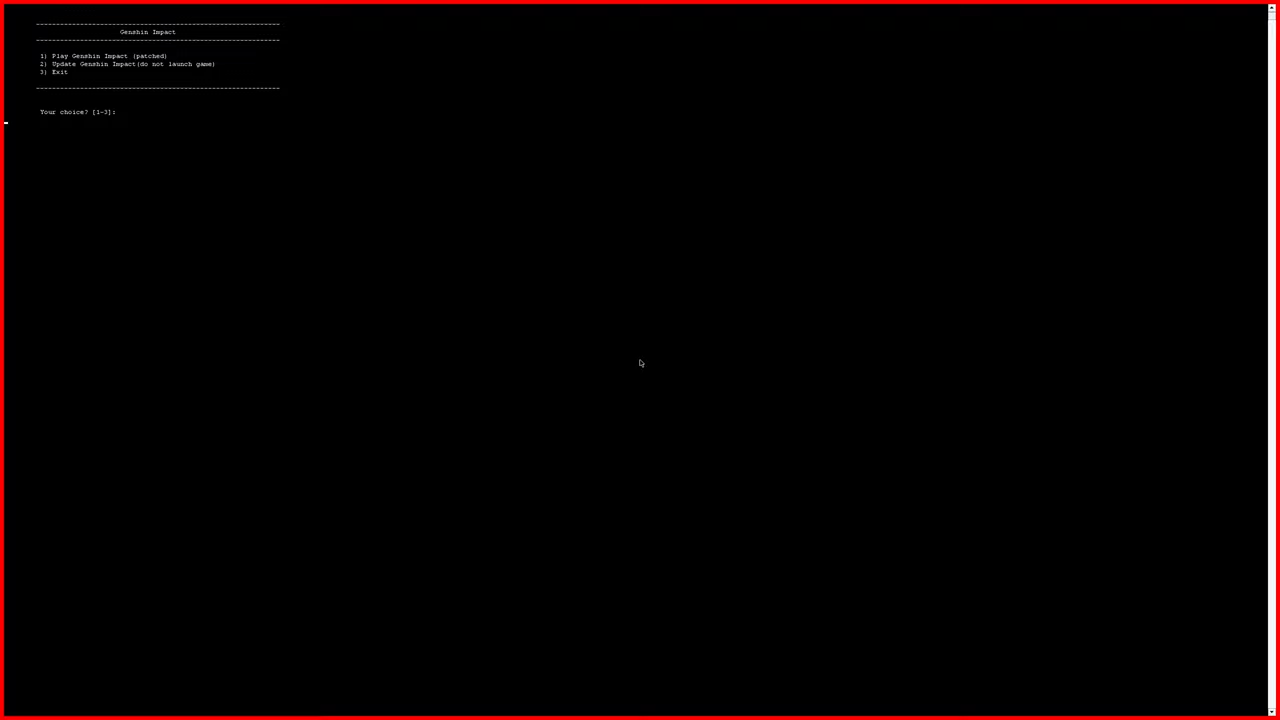 Genshin Impact
1) Play Genshin Impact (patched)
2) Update Genshin Impact(do not launch game)
3) Exit
Your choice? [1-3]: